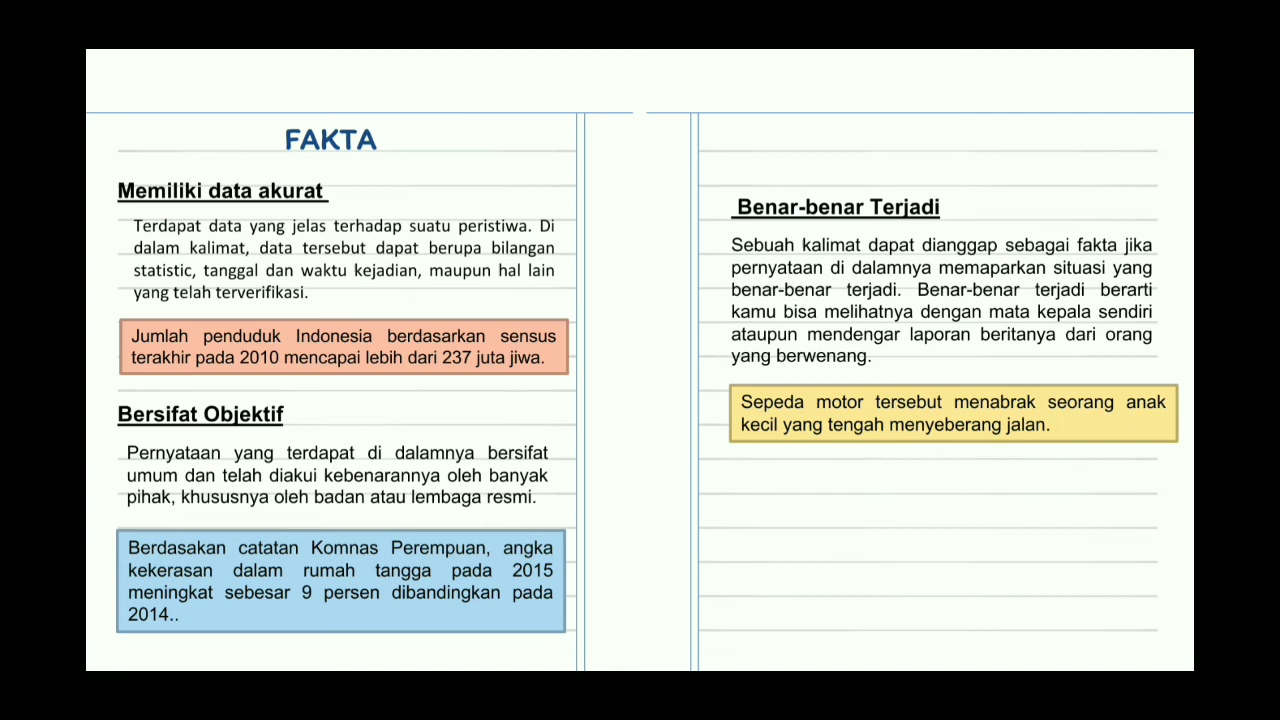 FAKTA
Memiliki data akurat
Terdapat data yang jelas terhadap suatu peristiwa. Di
dalam kalimat, data tersebut dapat berupa bilangan
statistic, tanggal dan waktu kejadian, maupun hal lain
yang telah terverifikasi.
Jumlah penduduk Indonesia berdasarkan sensus
terakhir pada 2010 mencapai lebih dari 237 juta jiwa.
Bersifat Objektif
Pernyataan yang terdapat di dalamnya bersifat
umum dan telah diakui kebenarannya oleh banyak
pihak, khususnya oleh badan atau lembaga resmi.
Berdasakan catatan Komnas Perempuan, angka
kekerasan dalam rumah tangga pada 2015
meningkat sebesar 9 persen dibandingkan pada
2014..
Benar-benar Terjadi
Sebuah kalimat dapat dianggap sebagai fakta jika
pernyataan di dalamnya memaparkan situasi yang
benar-benar terjadi. Benar-benar terjadi berarti
kamu bisa melihatnya dengan mata kepala sendiri
ataupun mendengar laporan beritanya dari orang
yang berwenang.
Sepeda motor tersebut menabrak seorang anak
kecil yang tengah menyeberang jalan.